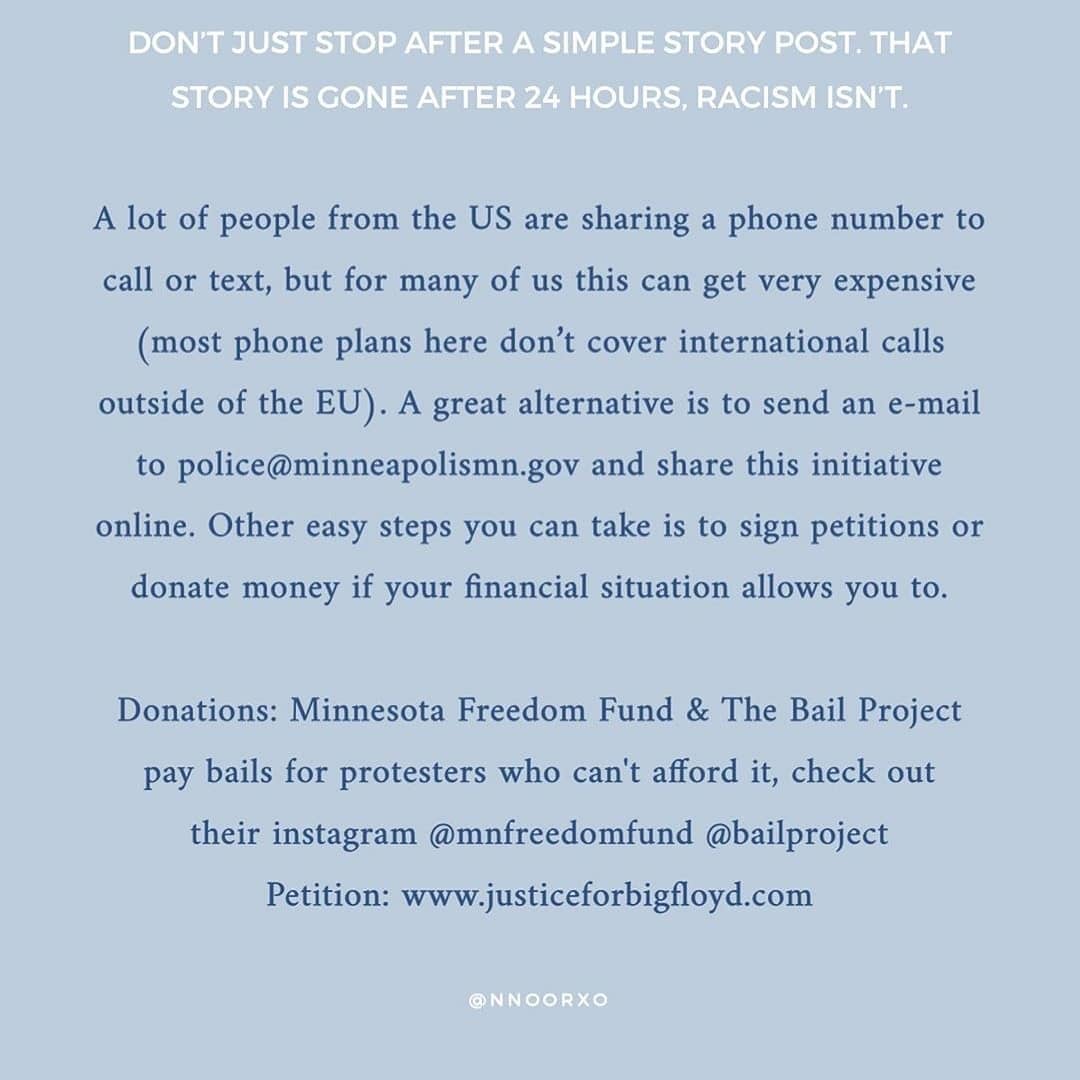 DON’T JUST STOP AFTER A SIMPLE STORY POST. THAT
STORY IS GONE AFTER 24 HOURS, RACISM ISN’T.
A lot of people from the US are sharing a phone number to
call or text, but for many of us this can get very expensive
(most phone plans here don’t cover international calls
outside of the EU). A great alternative is to send an e-mail
to police@minneapolismn.gov and share this initiative
online. Other easy steps you can take is to sign petitions or
donate money if your financial situation allows you to.
Donations: Minnesota Freedom Fund & The Bail Project
pay bails for protesters who can't afford it, check out
their instagram @mnfreedomfund @bailproject
Petition: www.justiceforbigfloyd.com
@NNOORXO